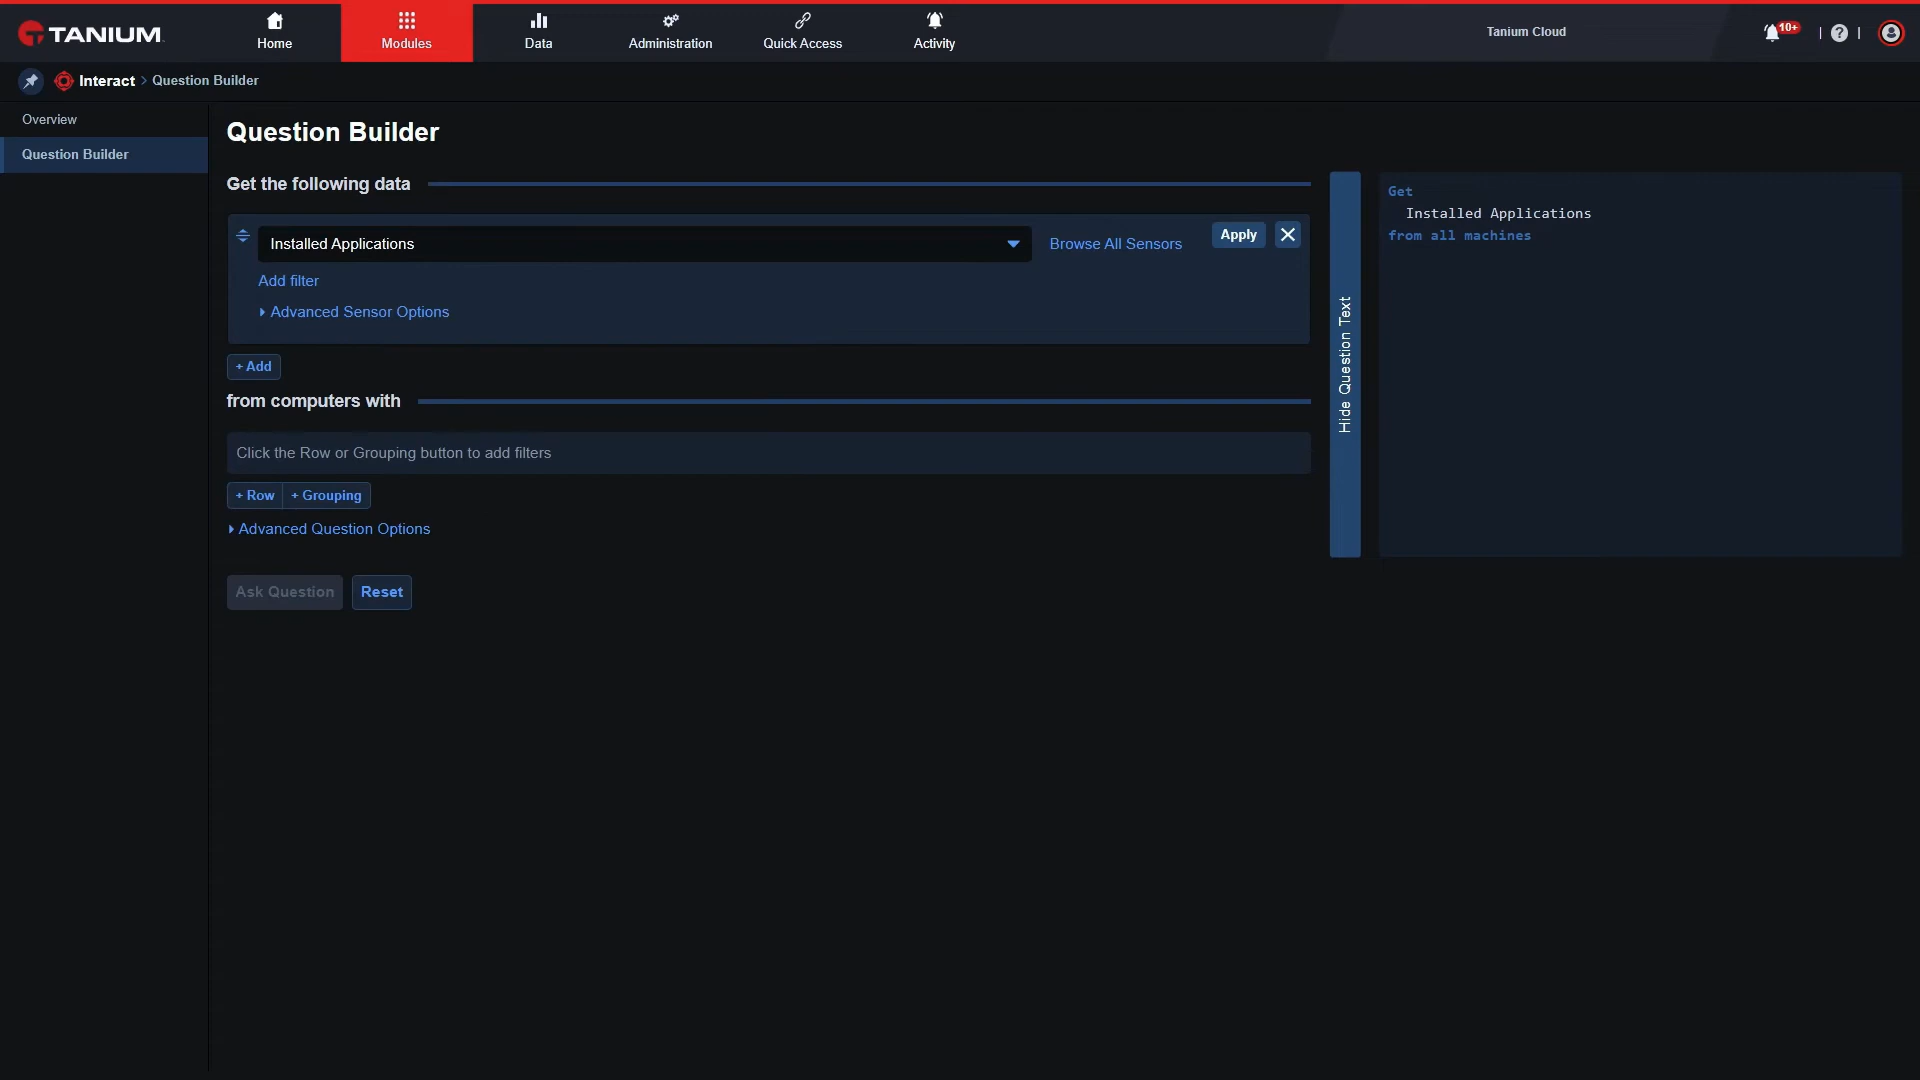 TANIUM
Home
Modules
Data
Administration
Quick Access
Activity
Tanium Cloud
10+
?
Interact > Question Builder
Overview
Question Builder
Question Builder
Get the following data
Installed Applications
Browse All Sensors
Apply
Add filter
Advanced Sensor Options
+ Add
from computers with
Click the Row or Grouping button to add filters
+ Row
+ Grouping
Advanced Question Options
Ask Question
Reset
Hide Question Text
Get
Installed Applications
from all machines